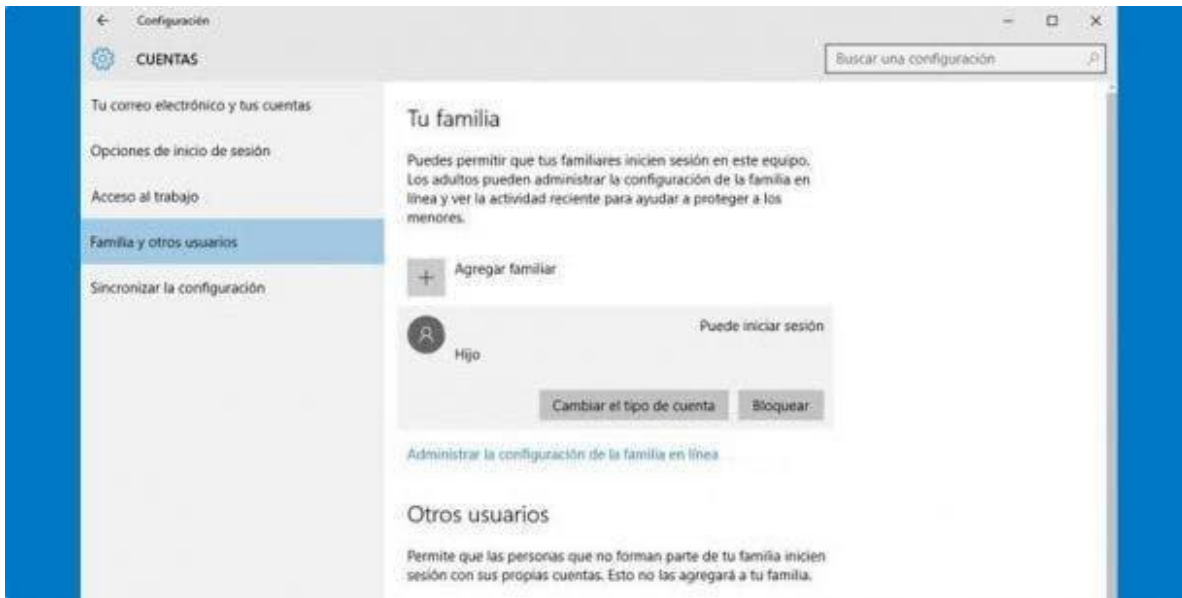 Configuración
CUENTAS
Buscar una configuración
Tu correo electrónico y tus cuentas
Opciones de inicio de sesión
Acceso al trabajo
Familia y otros usuarios
Sincronizar la configuración
Tu familia
Puedes permitir que tus familiares inicien sesión en este equipo.
Los adultos pueden administrar la configuración de la familia en
línea y ver la actividad reciente para ayudar a proteger a los
menores.
Agregar familiar
Puede iniciar sesión
Hijo
Cambiar el tipo de cuenta
Bloquear
Administrar la configuración de la familia en línea
Otros usuarios
Permite que las personas que no forman parte de tu familia inicien
sesión con sus propias cuentas. Esto no las agregará a tu familia.